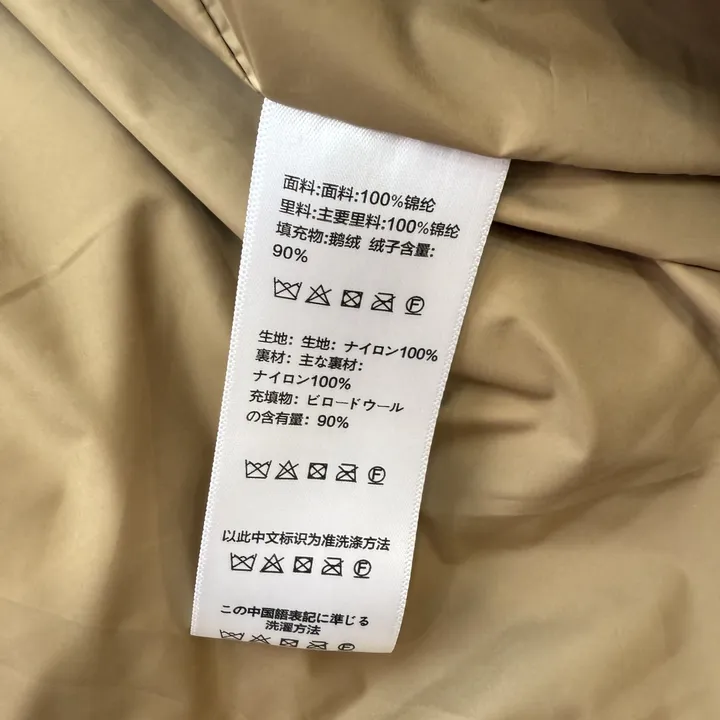 面料:面料:100%锦纶
里料:主要里料:100%锦纶
填充物:鹅绒 绒子含量:
90%
生地: 生地: ナイロン100%
裏材: 主な裏材:
ナイロン100%
充填物: ビロードウール
の含有量: 90%
以此中文标识为准洗涤方法
この中国語表記に準じる
洗濯方法